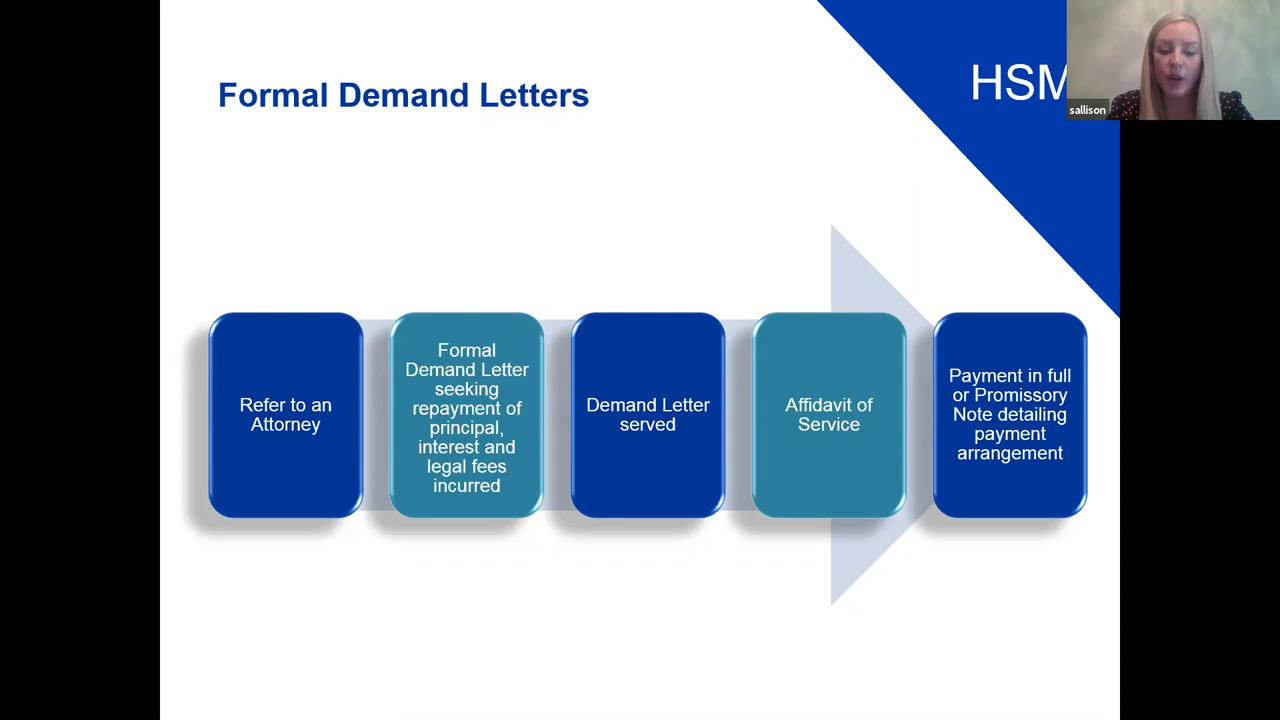 Formal Demand Letters
HSM
sallison
Refer to an
Attorney
Formal
Demand Letter
seeking
repayment of
principal,
interest and
legal fees
incurred
Demand Letter
served
Affidavit of
Service
Payment in full
or Promissory
Note detailing
payment
arrangement